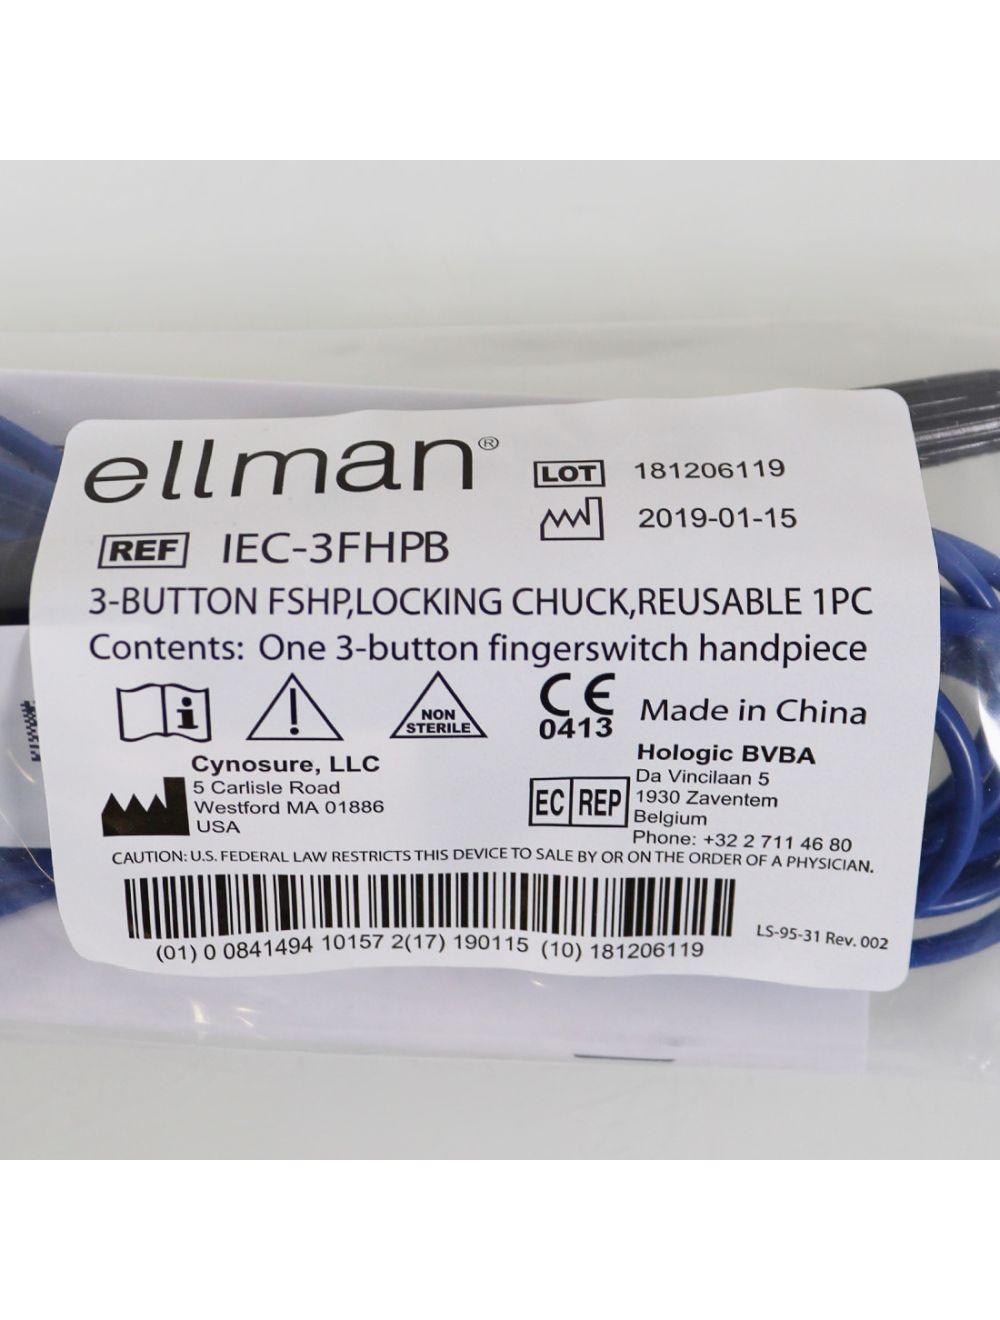 ellman®
LOT 181206119
2019-01-15
REF IEC-3FHPB
3-BUTTON FSHP,LOCKING CHUCK,REUSABLE 1PC
Contents: One 3-button fingerswitch handpiece
i
!
NON
STERILE
CE
0413
Made in China
Cynosure, LLC
5 Carlisle Road
Westford MA 01886
USA
EC REP
Hologic BVBA
Da Vincilaan 5
1930 Zaventem
Belgium
Phone: +32 2 711 46 80
CAUTION: U.S. FEDERAL LAW RESTRICTS THIS DEVICE TO SALE BY OR ON THE ORDER OF A PHYSICIAN.
(01) 0 0841494 10157 2(17) 190115 (10) 181206119
LS-95-31 Rev. 002